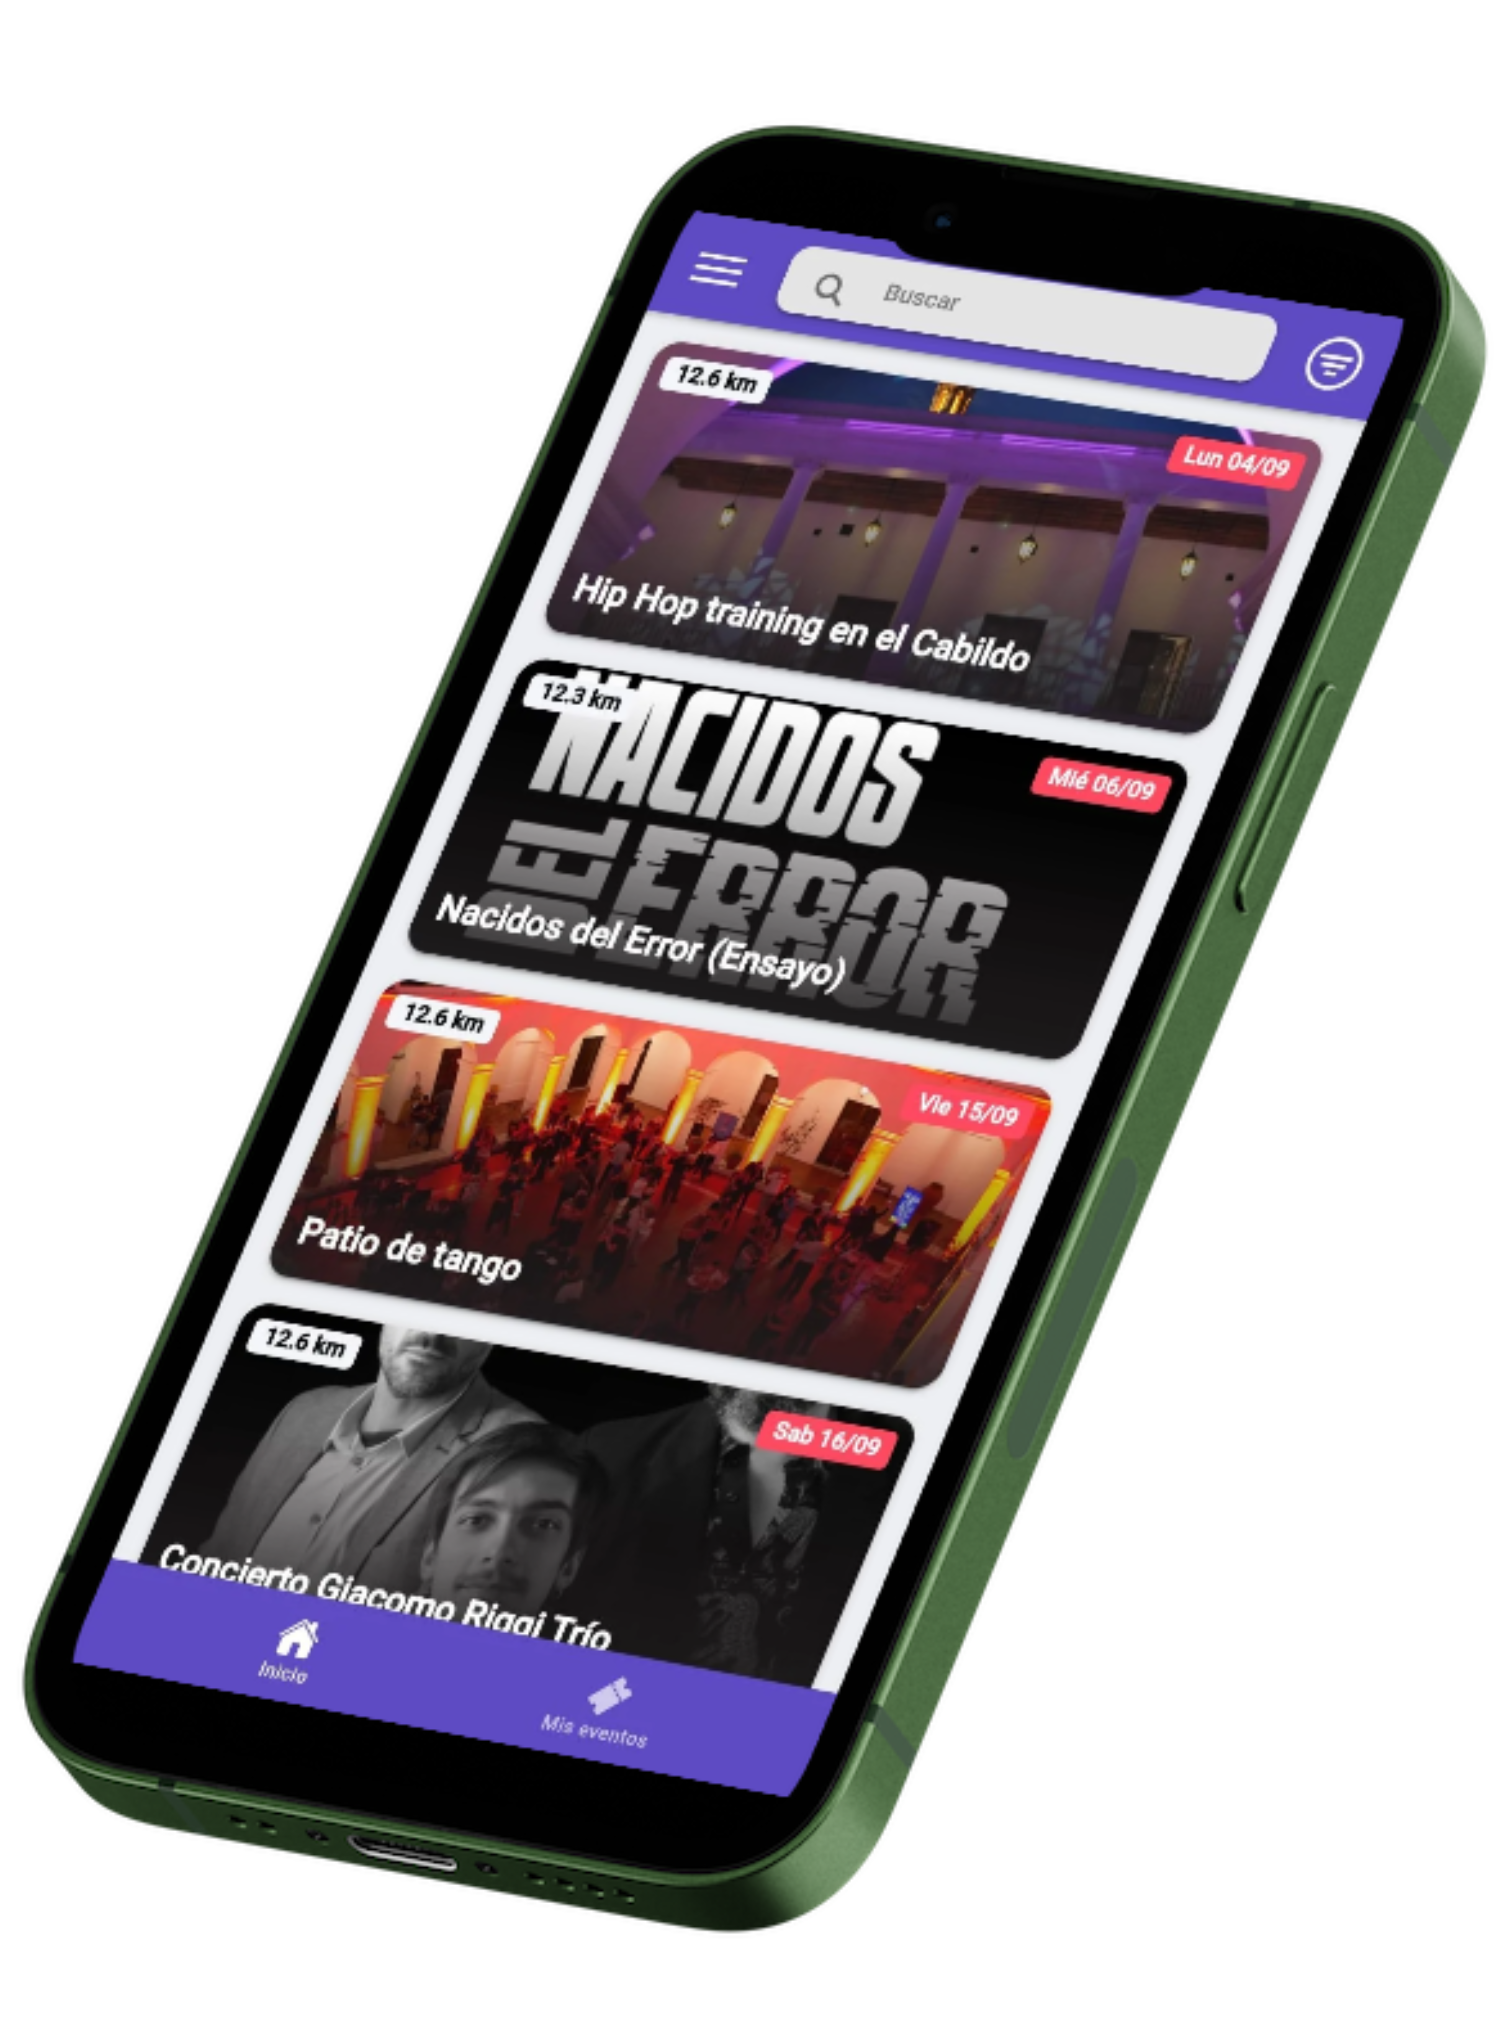 Buscar
12.6 km
Lun 04/09
Hip Hop training en el Cabildo
12.3 km
NACIDOS
Mié 06/09
DEL ERROR
Nacidos del Error (Ensayo)
12.6 km
Vie 15/09
Patio de tango
12.6 km
Sab 16/09
Concierto Giacomo Riggi Trío
Inicio
Mis eventos